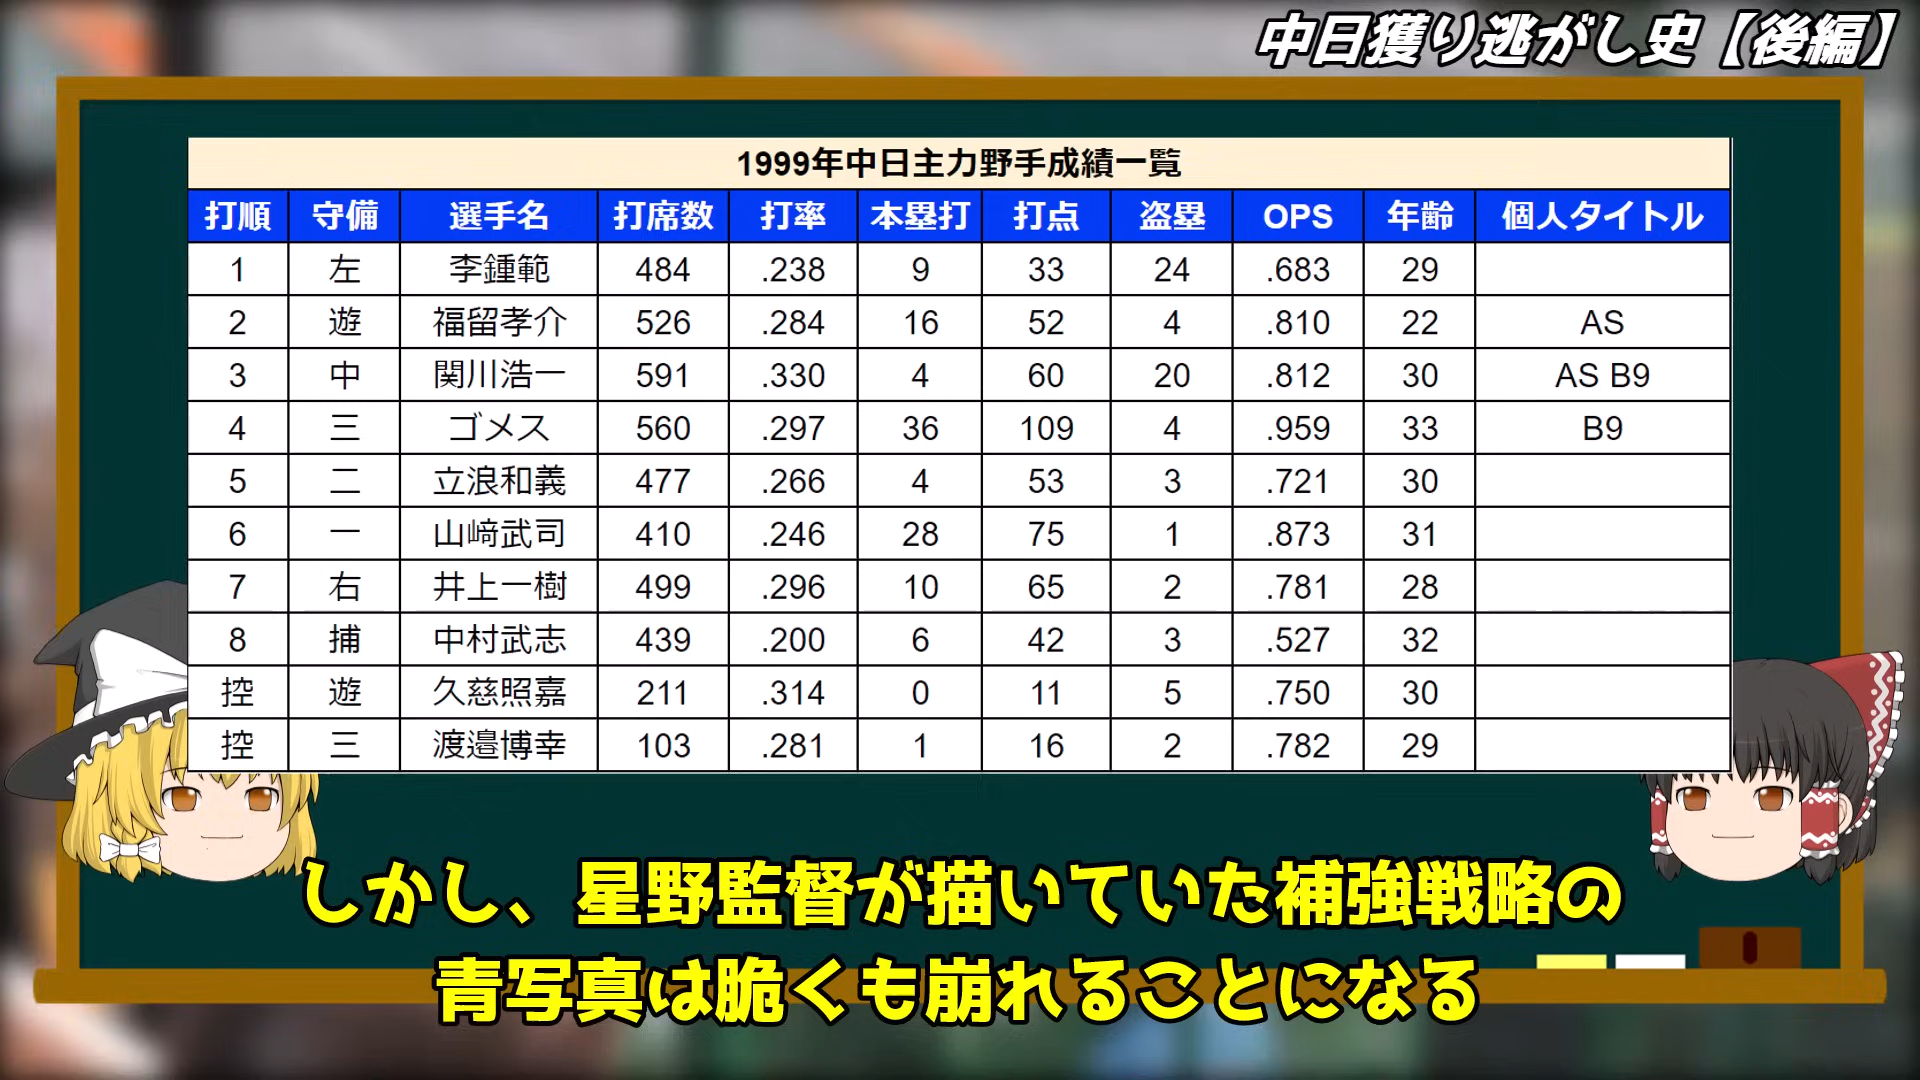 中日獲り逃がし史【後編】
1999年中日主力野手成績一覧
打順 守備 選手名 打席数 打率 本塁打 打点 盗塁 OPS 年齢 個人タイトル
1 左 李鍾範 484 .238 9 33 24 .683 29
2 遊 福留孝介 526 .284 16 52 4 .810 22 AS
3 中 関川浩一 591 .330 4 60 20 .812 30 AS B9
4 三 ゴメス 560 .297 36 109 4 .959 33 B9
5 二 立浪和義 477 .266 4 53 3 .721 30
6 一 山﨑武司 410 .246 28 75 1 .873 31
7 右 井上一樹 499 .296 10 65 2 .781 28
8 捕 中村武志 439 .200 6 42 3 .527 32
控 遊 久慈照嘉 211 .314 0 11 5 .750 30
控 三 渡邉博幸 103 .281 1 16 2 .782 29
しかし、星野監督が描いていた補強戦略の
青写真は脆くも崩れることになる